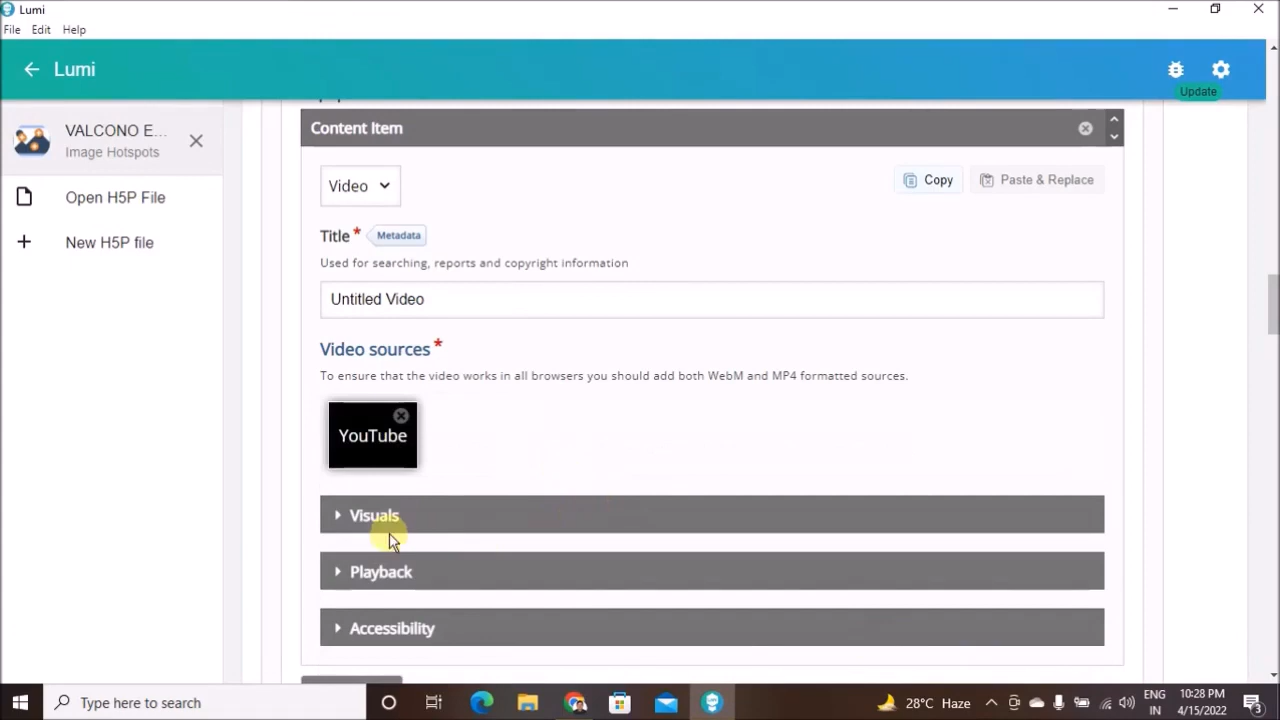 Lumi
File Edit Help
Lumi
Update
VALCONO E...
Image Hotspots
Open H5P File
New H5P file
Content Item
Video
Copy
Paste & Replace
Title * Metadata
Used for searching, reports and copyright information
Untitled Video
Video sources *
To ensure that the video works in all browsers you should add both WebM and MP4 formatted sources.
YouTube
Visuals
Playback
Accessibility
Type here to search
28°C Haze
ENG
IN
10:28 PM
4/15/2022
3